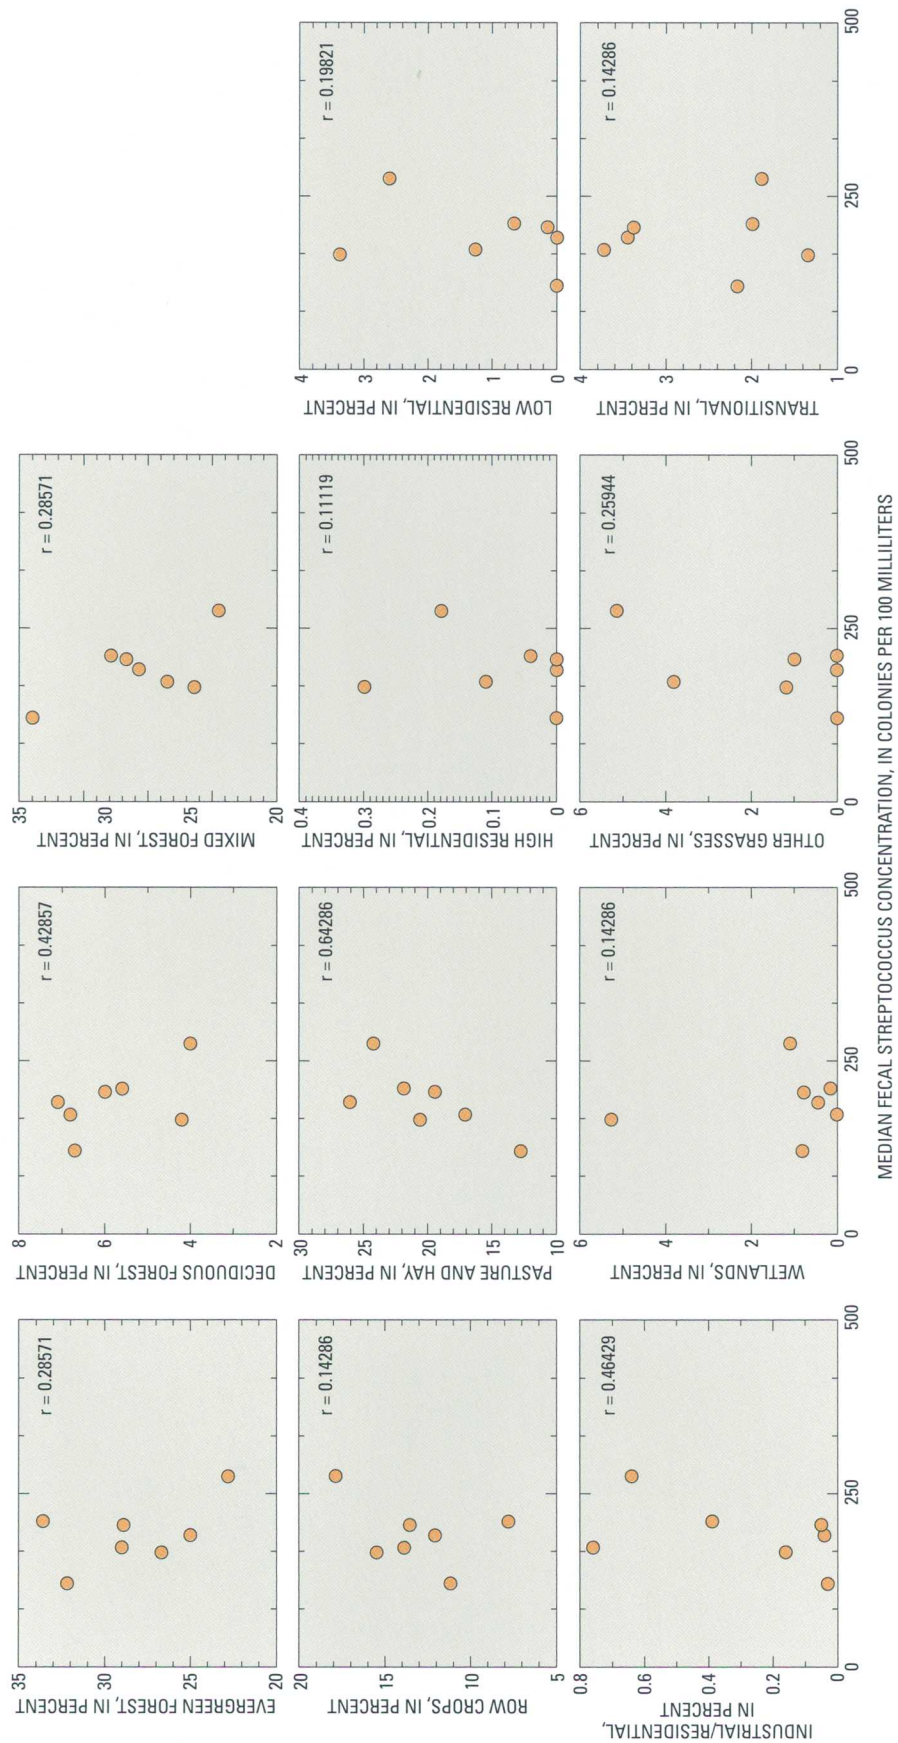 35
30
25
20
EVERGREEN FOREST, IN PERCENT
r = 0.28571
8
6
4
2
DECIDUOUS FOREST, IN PERCENT
r = 0.42857
35
30
25
20
MIXED FOREST, IN PERCENT
r = 0.28571
20
15
10
5
ROW CROPS, IN PERCENT
r = 0.14286
30
25
20
15
10
PASTURE AND HAY, IN PERCENT
r = 0.64286
0.4
0.3
0.2
0.1
0
HIGH RESIDENTIAL, IN PERCENT
r = 0.11119
4
3
2
1
0
LOW RESIDENTIAL, IN PERCENT
r = 0.19821
0.8
0.6
0.4
0.2
0
INDUSTRIAL/RESIDENTIAL,
IN PERCENT
r = 0.46429
0
250
500
6
4
2
0
WETLANDS, IN PERCENT
r = 0.14286
0
250
500
6
4
2
0
OTHER GRASSES, IN PERCENT
r = 0.25944
0
250
500
4
3
2
1
TRANSITIONAL, IN PERCENT
r = 0.14286
0
250
500
MEDIAN FECAL STREPTOCOCCUS CONCENTRATION, IN COLONIES PER 100 MILLILITERS